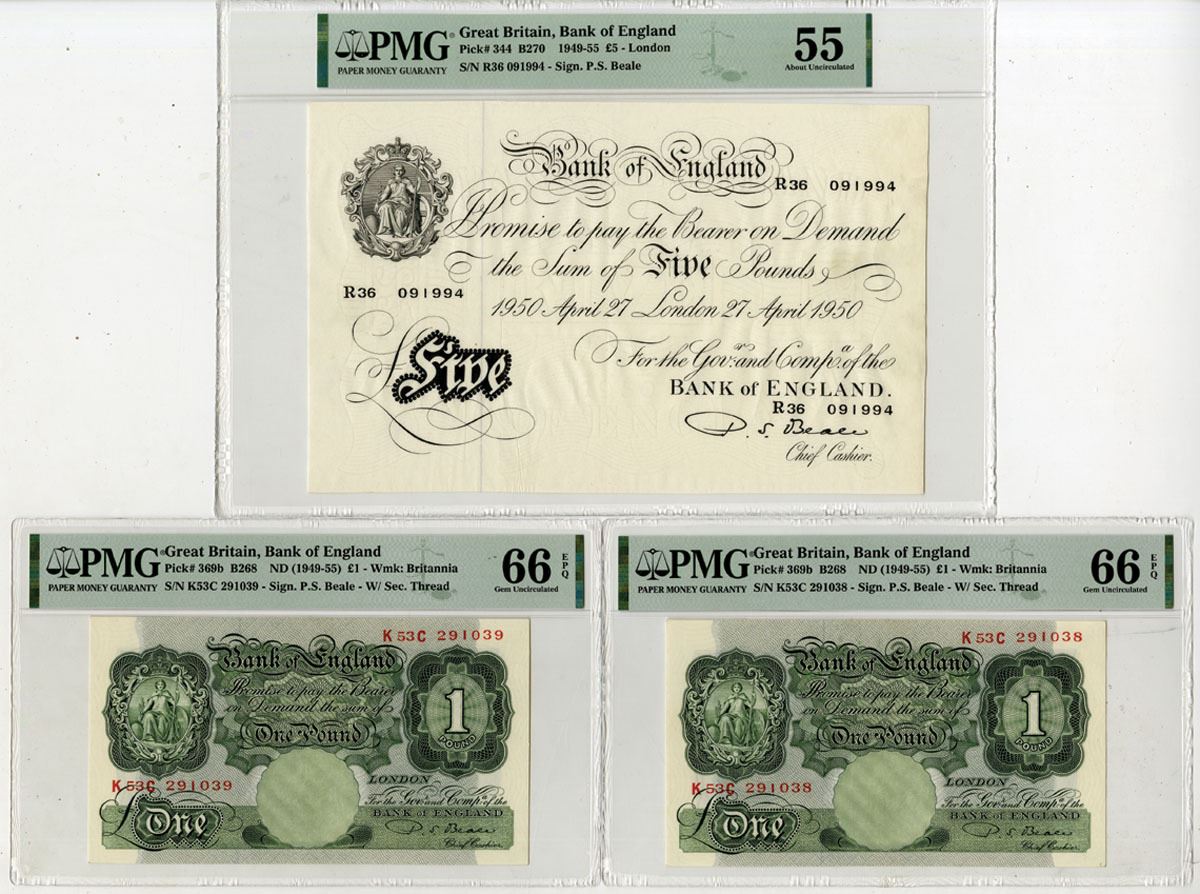 PMG
PAPER MONEY GUARANTY
Great Britain, Bank of England
Pick# 344 B270 1949-55 £5 - London
S/N R36 091994 - Sign. P.S. Beale
55
About Uncirculated
Bank of England
R36 091994
Promise to pay the Bearer on Demand
the Sum of Five Pounds
R36 091994
1950 April 27 London 27 April 1950
£Five
For the Govr. and Compa. of the
BANK of ENGLAND.
R36 091994
P. S. Beale
Chief Cashier.
PMG
PAPER MONEY GUARANTY
Great Britain, Bank of England
Pick# 369b B268 ND (1949-55) £1 - Wmk: Britannia
S/N K53C 291039 - Sign. P.S. Beale - W/ Sec. Thread
66 EPQ
Gem Uncirculated
K53C 291039
Bank of England
Promise to pay the Bearer
on Demand the sum of
One Pound
1
POUND
K53C 291039
LONDON
For the Govr. and Compa. of the
BANK of ENGLAND
£One
P. S. Beale
Chief Cashier.
PMG
PAPER MONEY GUARANTY
Great Britain, Bank of England
Pick# 369b B268 ND (1949-55) £1 - Wmk: Britannia
S/N K53C 291038 - Sign. P.S. Beale - W/ Sec. Thread
66 EPQ
Gem Uncirculated
K53C 291038
Bank of England
Promise to pay the Bearer
on Demand the sum of
One Pound
1
POUND
K53C 291038
LONDON
For the Govr. and Compa. of the
BANK of ENGLAND
£One
P. S. Beale
Chief Cashier.